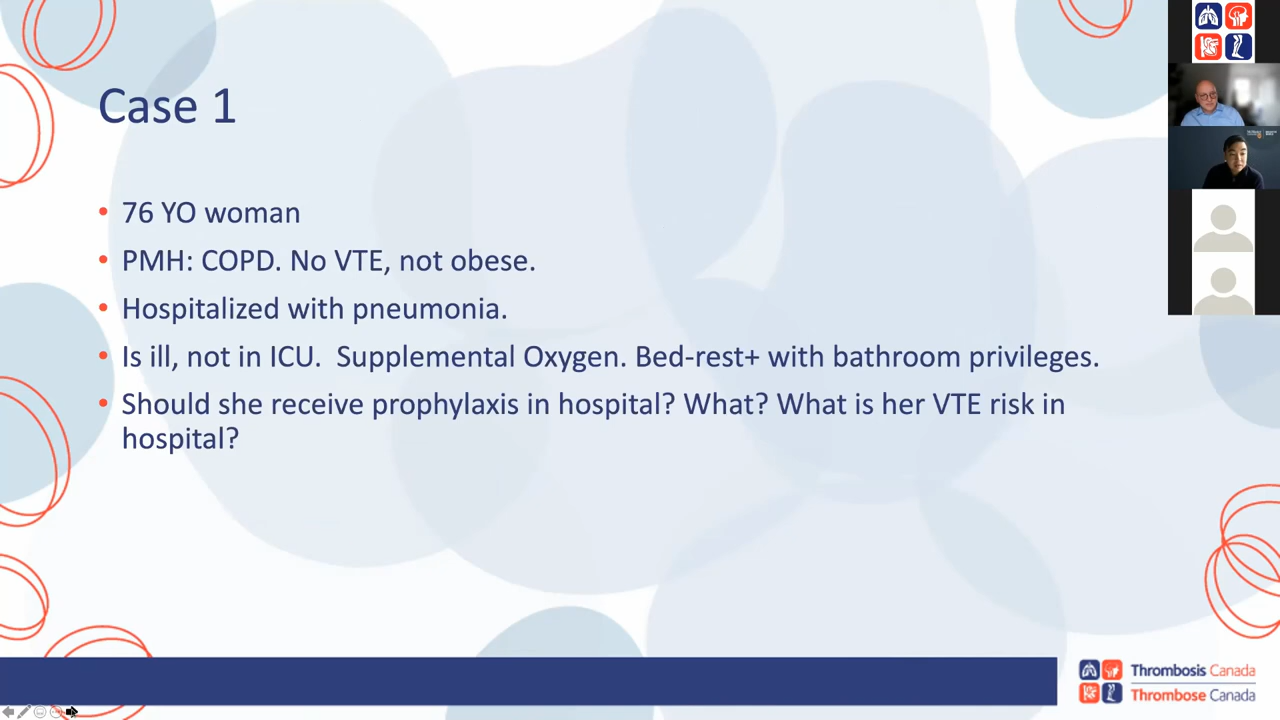 Case 1
• 76 YO woman
• PMH: COPD. No VTE, not obese.
• Hospitalized with pneumonia.
• Is ill, not in ICU.  Supplemental Oxygen. Bed-rest+ with bathroom privileges.
• Should she receive prophylaxis in hospital? What? What is her VTE risk in
hospital?
Thrombosis Canada
Thrombose Canada